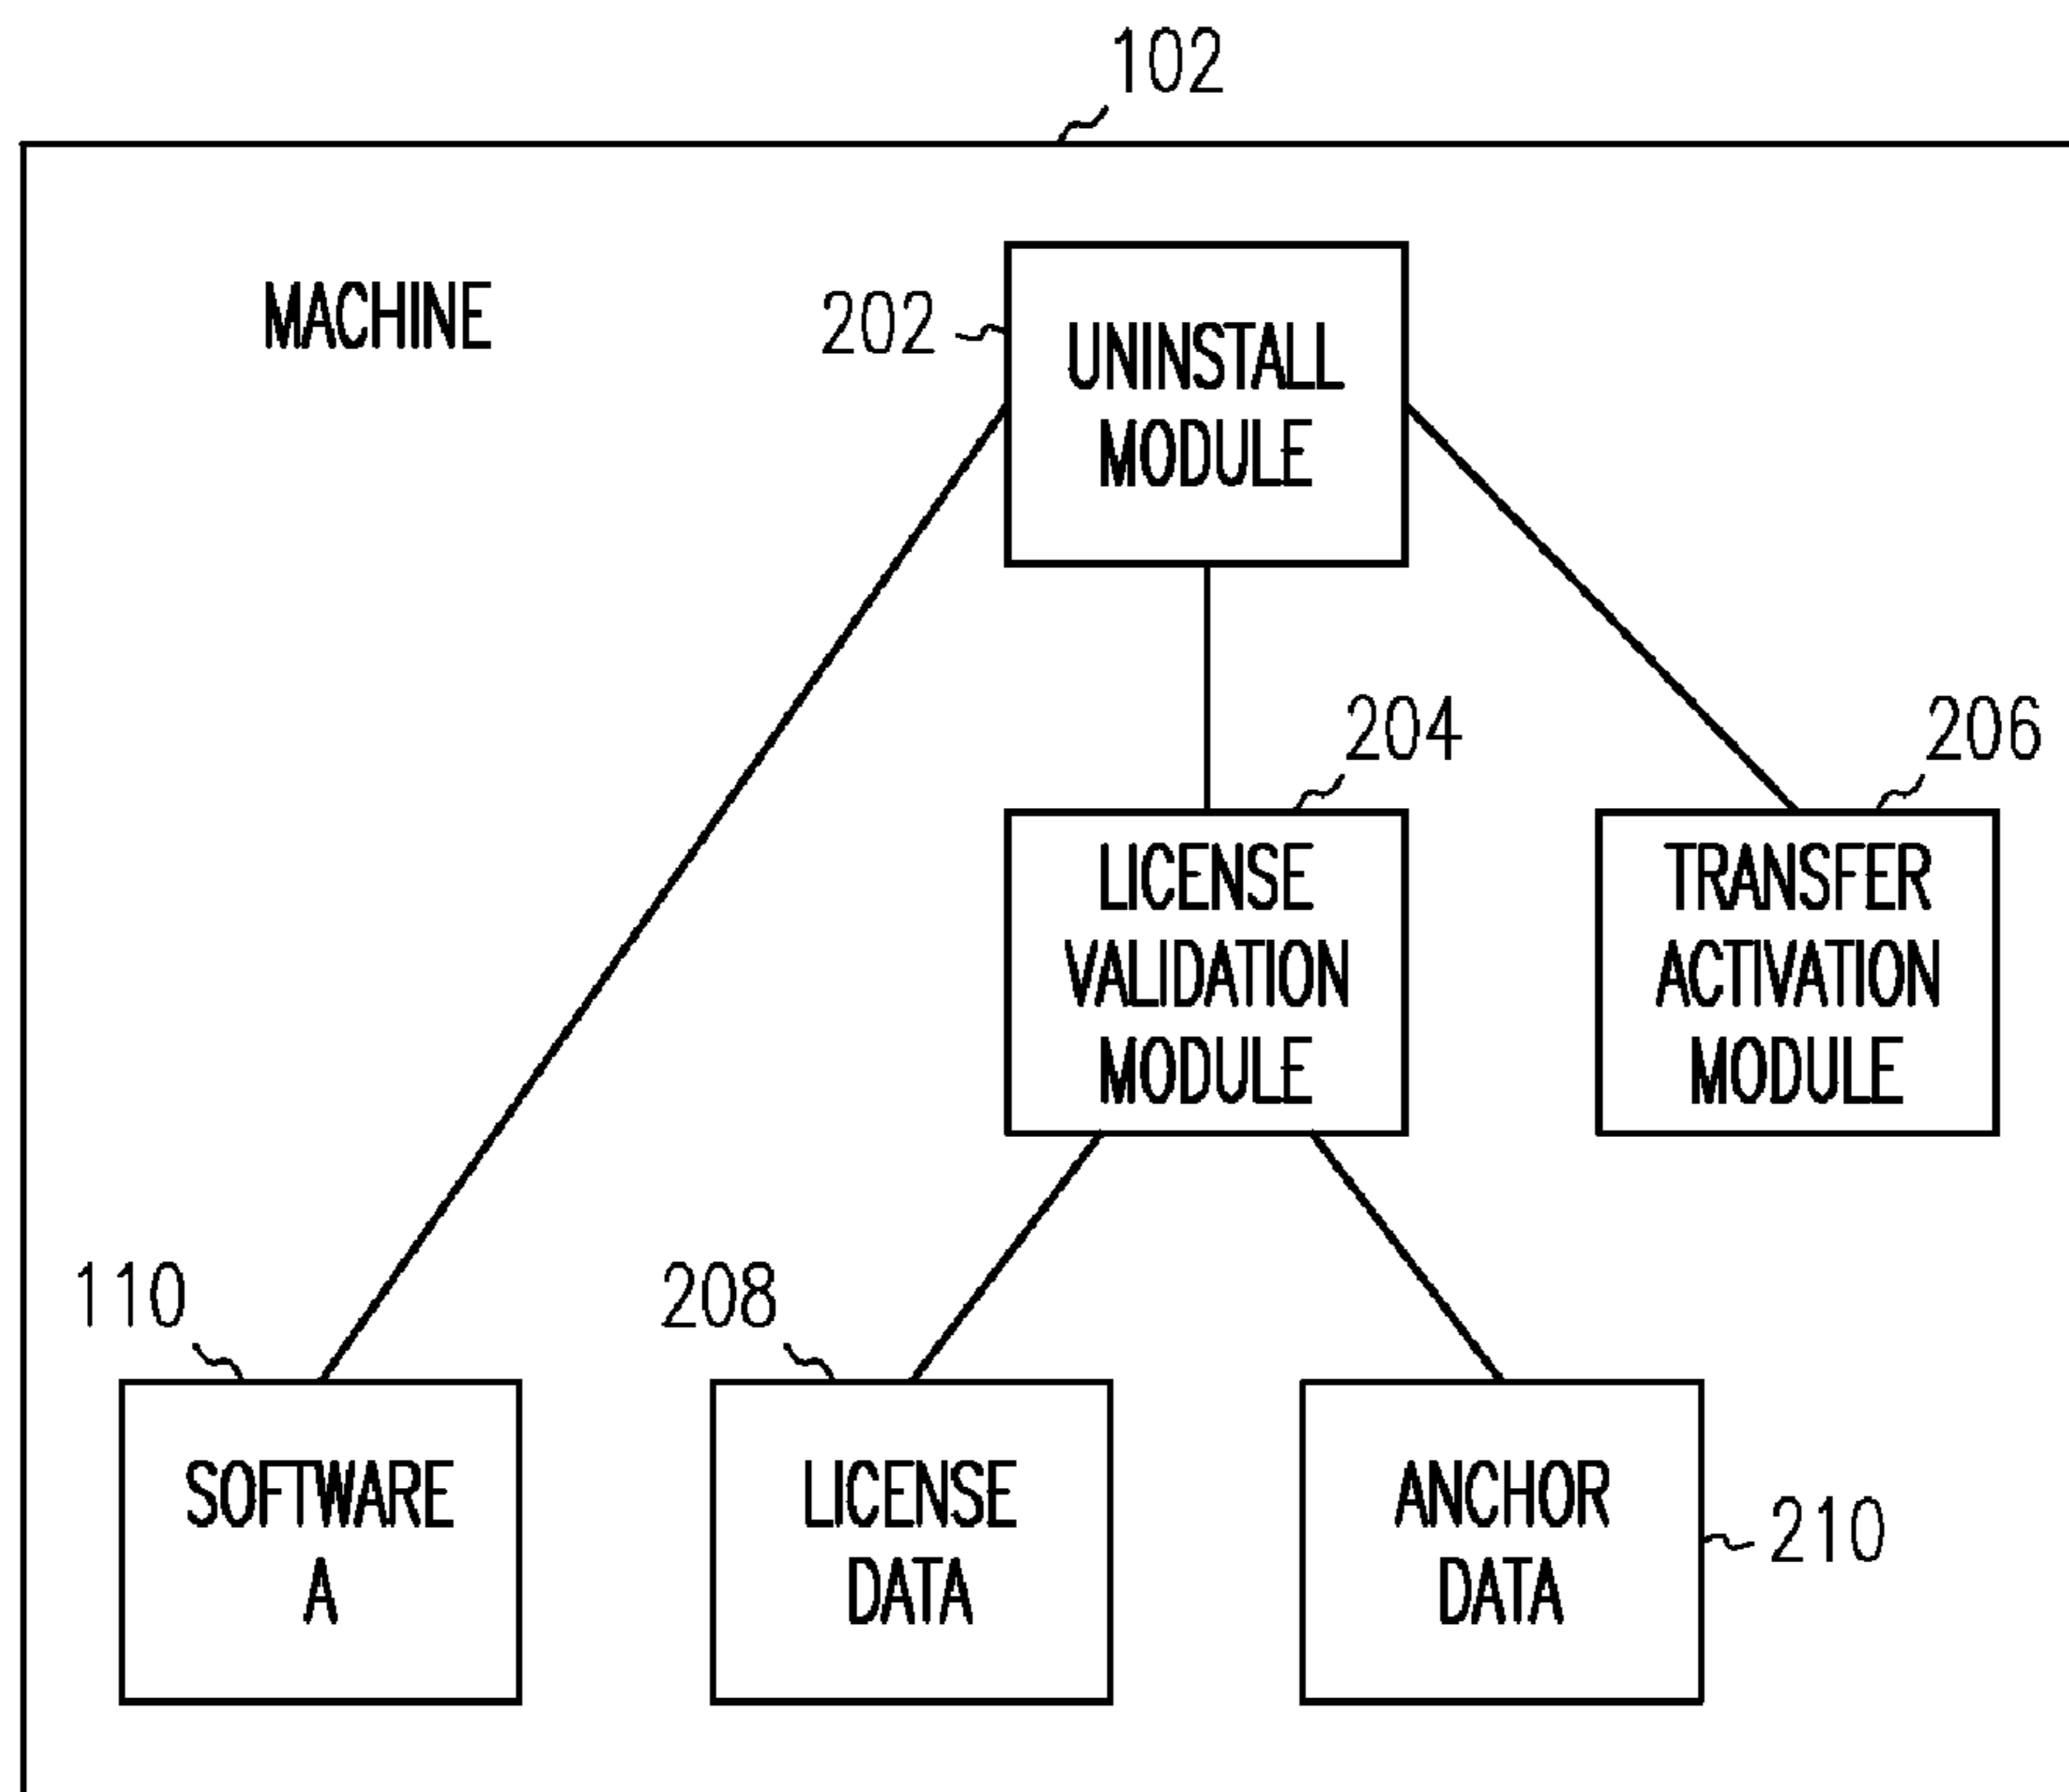 102
MACHINE
202
UNINSTALL
MODULE
204
206
LICENSE
VALIDATION
MODULE
TRANSFER
ACTIVATION
MODULE
110
208
SOFTWARE
A
LICENSE
DATA
ANCHOR
DATA
210